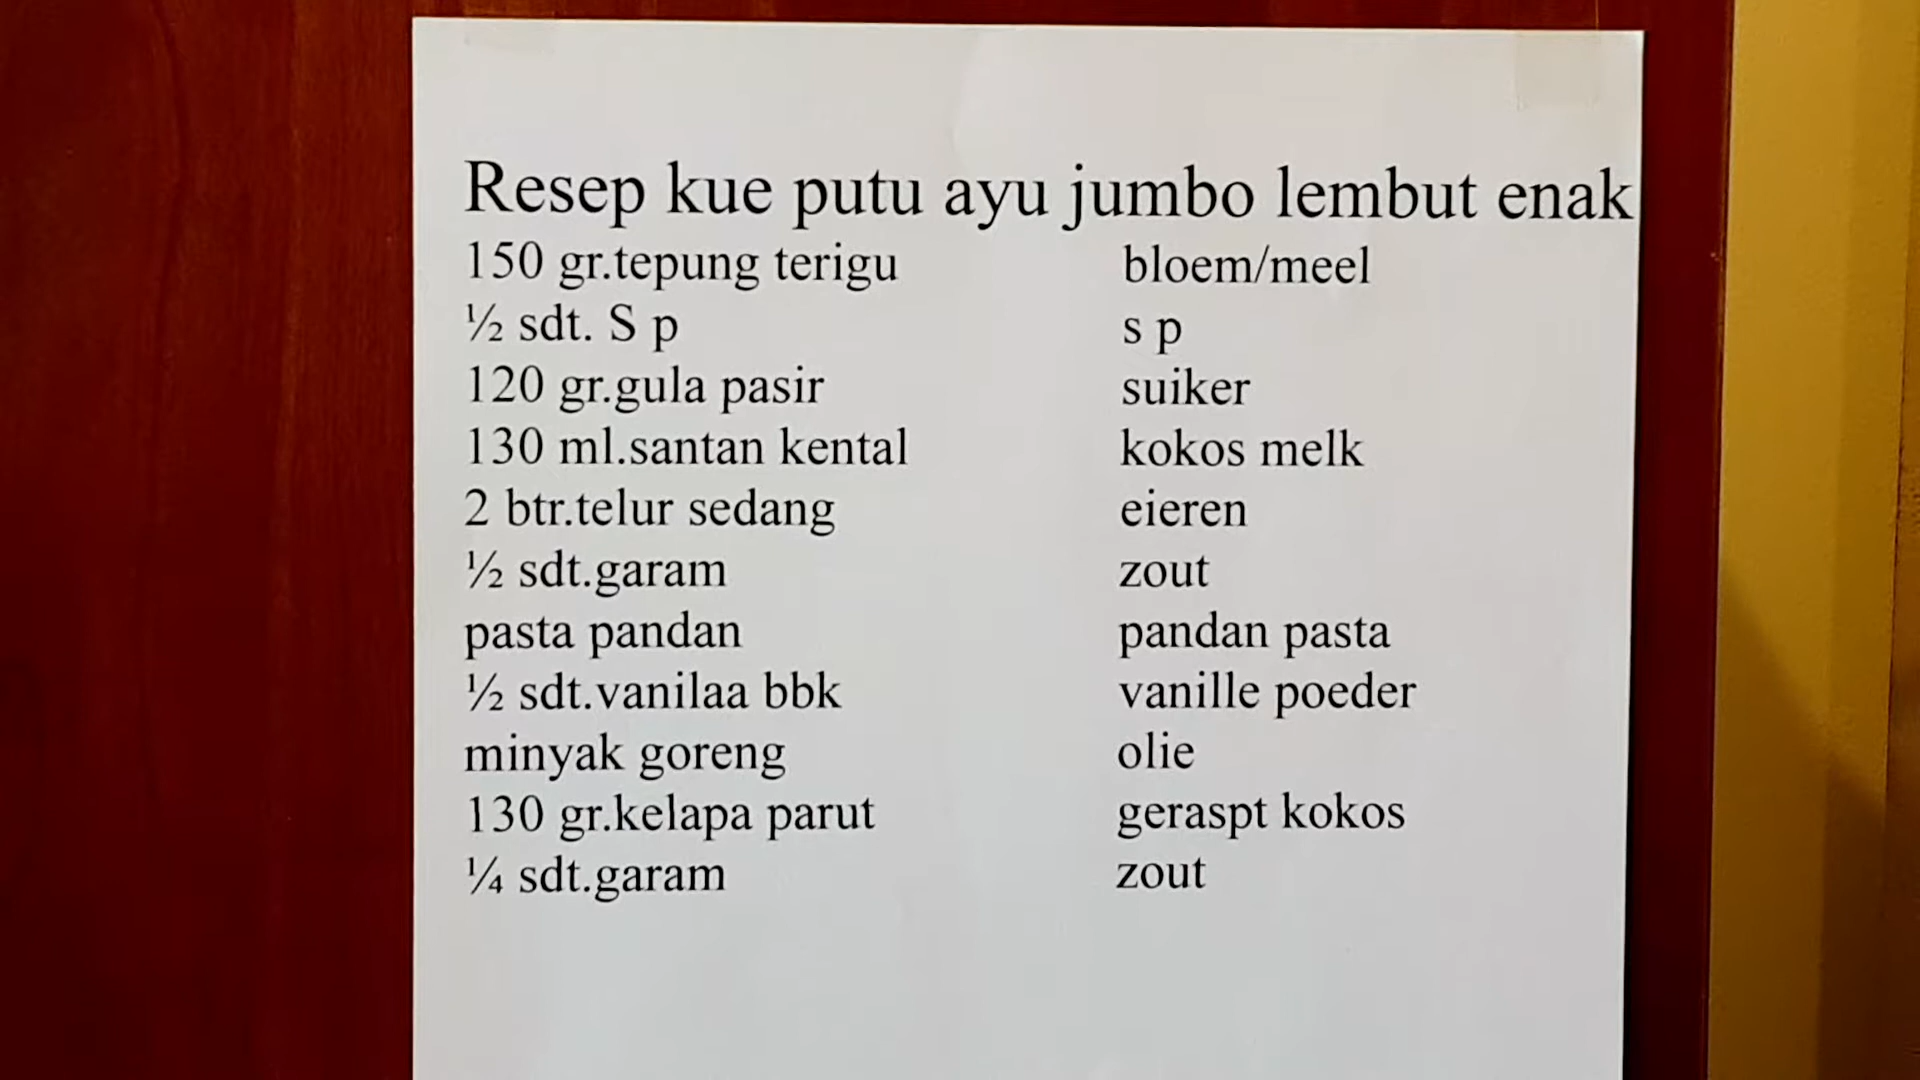 Resep kue putu ayu jumbo lembut enak
150 gr.tepung terigu bloem/meel
½ sdt. S p s p
120 gr.gula pasir suiker
130 ml.santan kental kokos melk
2 btr.telur sedang eieren
½ sdt.garam zout
pasta pandan pandan pasta
½ sdt.vanilaa bbk vanille poeder
minyak goreng olie
130 gr.kelapa parut geraspt kokos
¼ sdt.garam zout